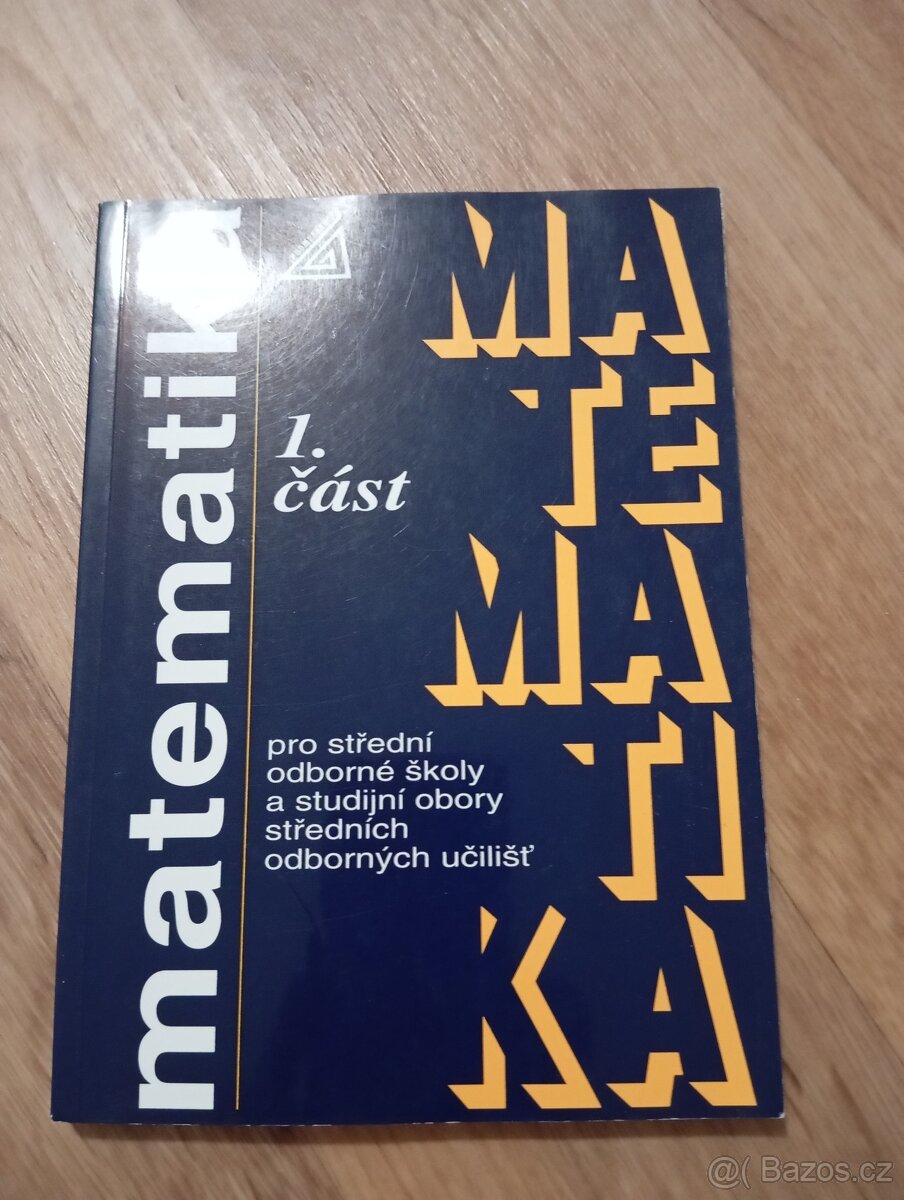 matematika
1.
část
pro střední
odborné školy
a studijní obory
středních
odborných učilišť
MA
TE
MA
TI
KA
@( Bazos.cz